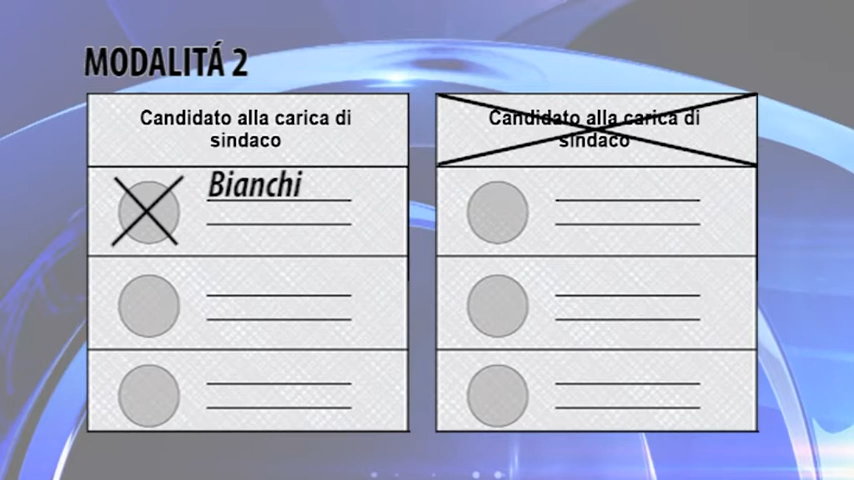 MODALITÁ 2
Candidato alla carica di
sindaco
Bianchi
Candidato alla carica di
sindaco